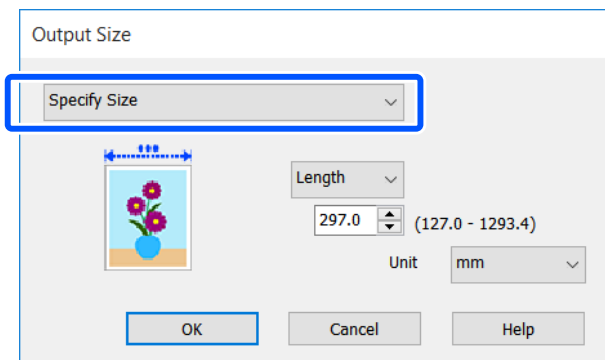 Output Size
Specify Size
Length
297.0 (127.0 - 1293.4)
Unit mm
OK Cancel Help